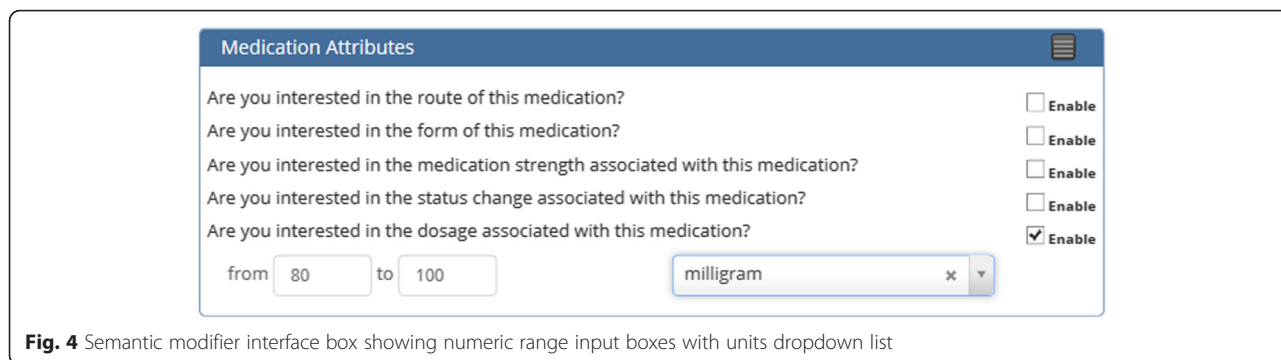 Medication Attributes
Are you interested in the route of this medication? Enable
Are you interested in the form of this medication? Enable
Are you interested in the medication strength associated with this medication? Enable
Are you interested in the status change associated with this medication? Enable
Are you interested in the dosage associated with this medication? Enable
from 80 to 100 milligram
Fig. 4 Semantic modifier interface box showing numeric range input boxes with units dropdown list